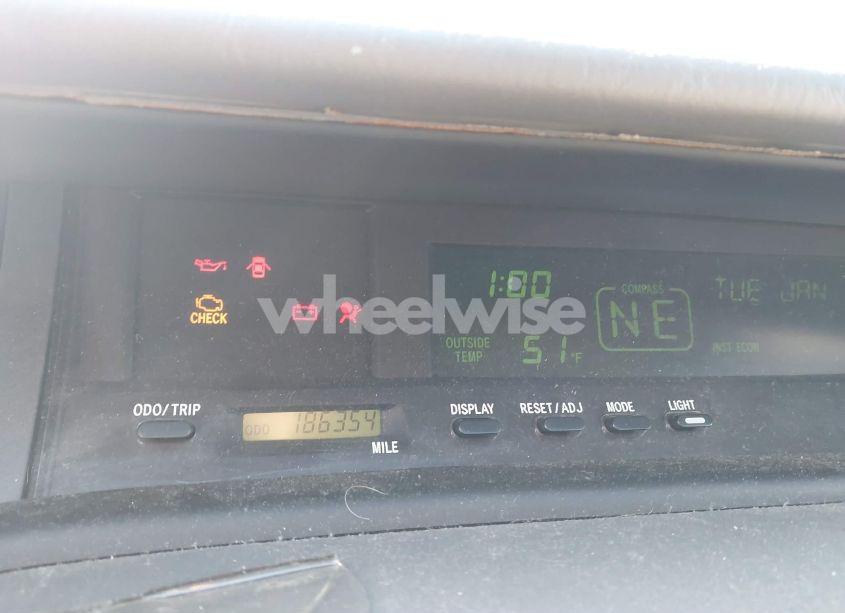 wheelwise
CHECK
1:00
OUTSIDE
TEMP
51°F
COMPASS
NE
TUE JAN
INST ECON
ODO/TRIP
ODO 186354
MILE
DISPLAY
RESET/ADJ
MODE
LIGHT